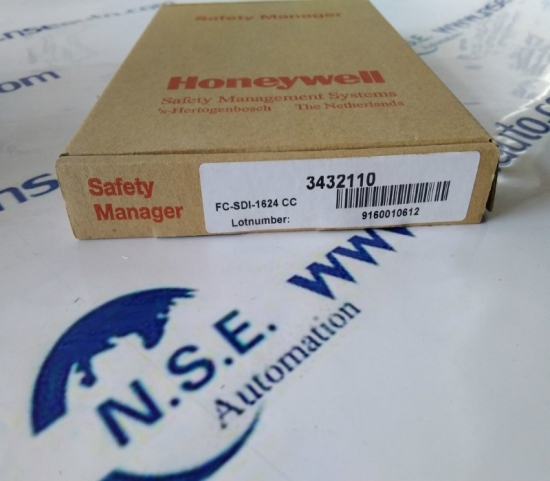 Safety Manager
Honeywell
Safety Management Systems
's-Hertogenbosch The Netherlands
Safety
Manager
3432110
FC-SDI-1624 CC
Lotnumber:
9160010612
N.S.E. www
Automation